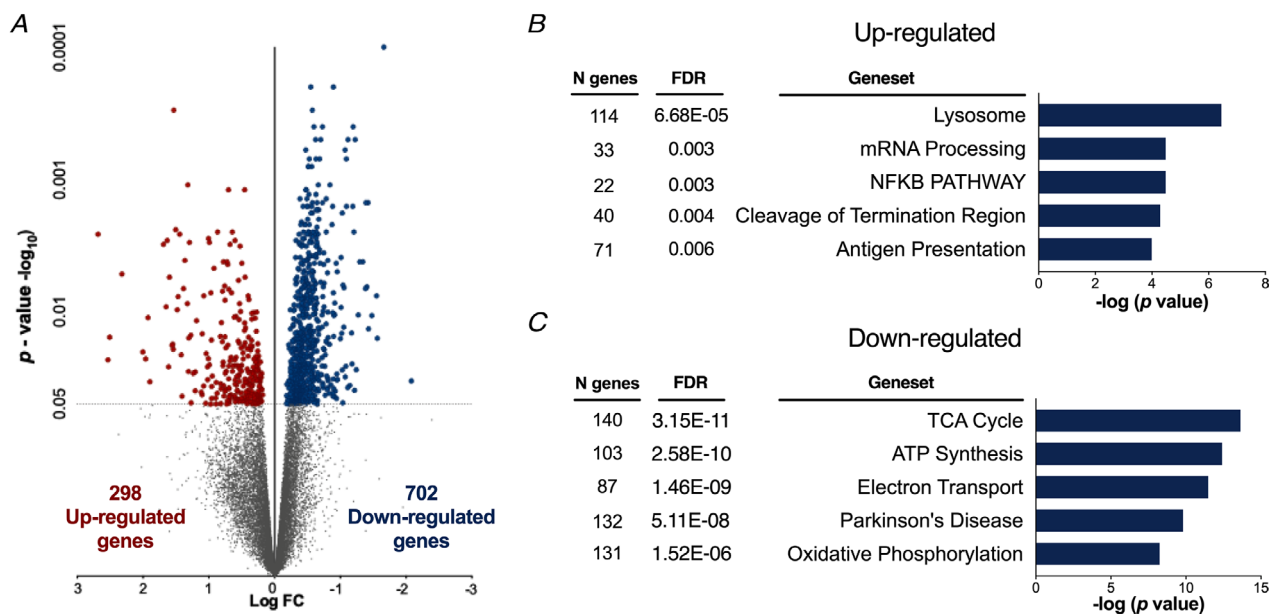 A
p - value -log10)
0.0001
0.001
0.01
0.05
298
Up-regulated
genes
702
Down-regulated
genes
3 2 1 0 -1 -2 -3
Log FC
B
Up-regulated
N genes FDR Geneset
114 6.68E-05 Lysosome
33 0.003 mRNA Processing
22 0.003 NFKB PATHWAY
40 0.004 Cleavage of Termination Region
71 0.006 Antigen Presentation
0 2 4 6 8
-log (p value)
C
Down-regulated
N genes FDR Geneset
140 3.15E-11 TCA Cycle
103 2.58E-10 ATP Synthesis
87 1.46E-09 Electron Transport
132 5.11E-08 Parkinson's Disease
131 1.52E-06 Oxidative Phosphorylation
0 5 10 15
-log (p value)